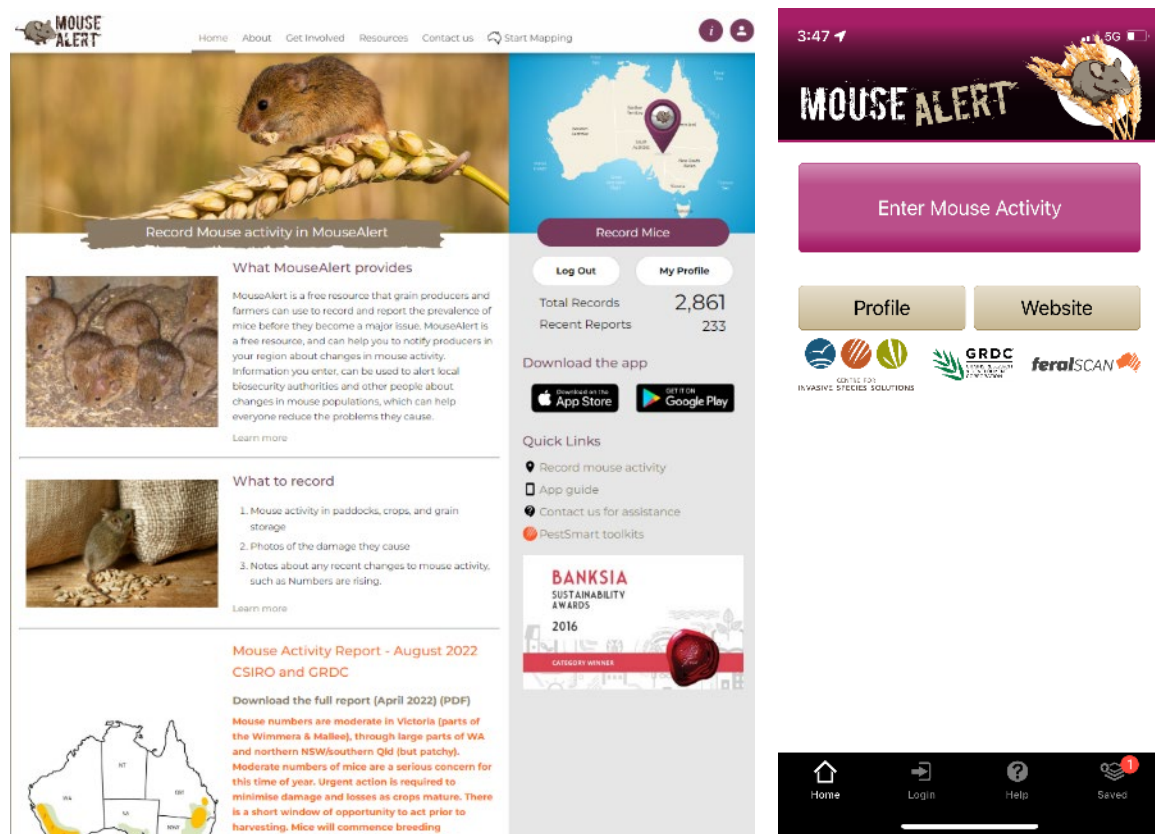 MOUSE
ALERT
Home About Get Involved Resources Contact us Start Mapping
i
Record Mouse activity in MouseAlert
What MouseAlert provides
MouseAlert is a free resource that grain producers and
farmers can use to record and report the prevalence of
mice before they become a major issue. MouseAlert is
a free resource, and can help you to notify producers in
your region about changes in mouse activity.
Information you enter, can be used to alert local
biosecurity authorities and other people about
changes in mouse populations, which can help
everyone reduce the problems they cause.
Learn more
What to record
1. Mouse activity in paddocks, crops, and grain
storage
2. Photos of the damage they cause
3. Notes about any recent changes to mouse activity,
such as Numbers are rising.
Learn more
Mouse Activity Report - August 2022
CSIRO and GRDC
Download the full report (April 2022) (PDF)
Mouse numbers are moderate in Victoria (parts of
the Wimmera & Mallee), through large parts of WA
and northern NSW/southern Qld (but patchy).
Moderate numbers of mice are a serious concern for
this time of year. Urgent action is required to
minimise damage and losses as crops mature. There
is a short window of opportunity to act prior to
harvesting. Mice will commence breeding
NT
WA
SA
Record Mice
Log Out My Profile
Total Records 2,861
Recent Reports 233
Download the app
Download on the
App Store
GET IT ON
Google Play
Quick Links
Record mouse activity
App guide
Contact us for assistance
PestSmart toolkits
BANKSIA
SUSTAINABILITY
AWARDS
2016
CATEGORY WINNER
3:47
5G
MOUSE ALERT
Enter Mouse Activity
Profile Website
CENTRE FOR
INVASIVE SPECIES SOLUTIONS
GRDC
feralSCAN
Home Login Help Saved
1